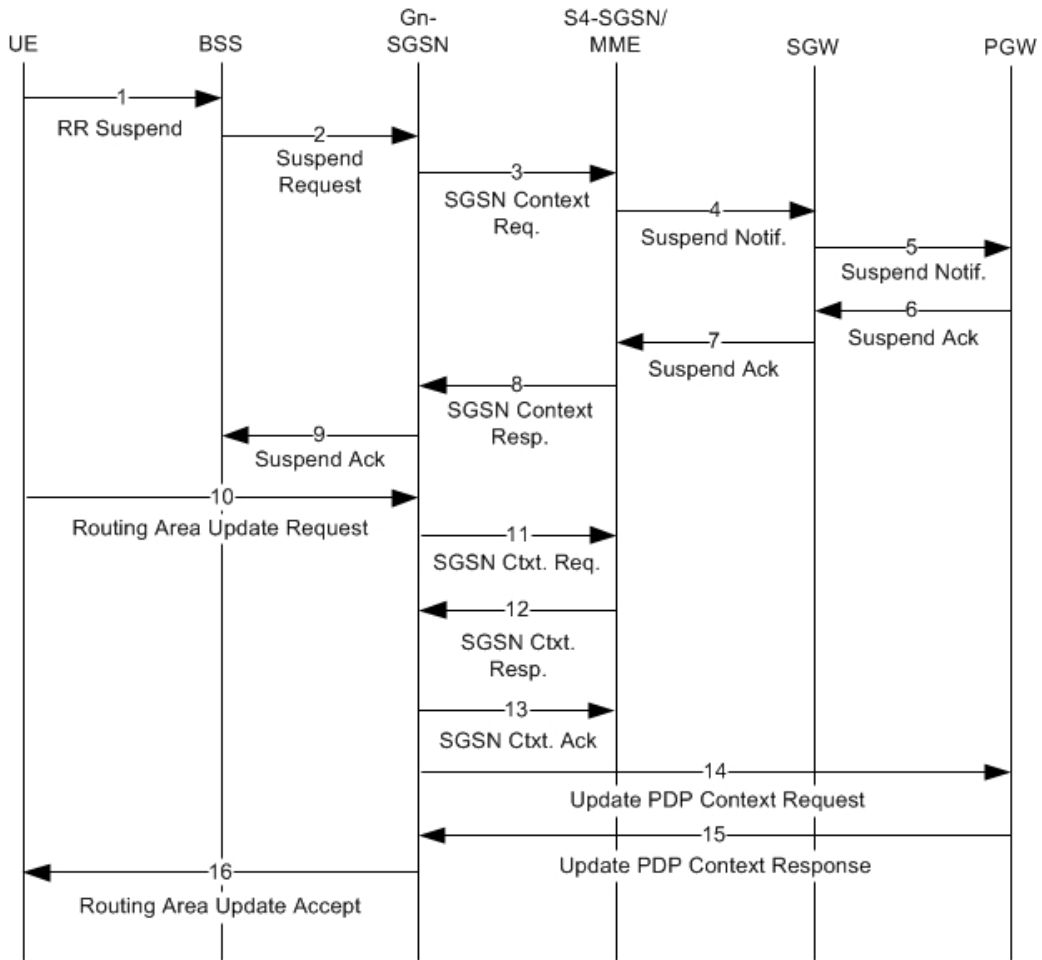 Gn-
S4-SGSN/
UE
BSS
SGSN
MME
SGW
PGW
1
RR Suspend
2
Suspend
Request
3
SGSN Context
Req.
4
Suspend Notif.
5
Suspend Notif.
6
Suspend Ack
7
Suspend Ack
8
SGSN Context
Resp.
9
Suspend Ack
10
Routing Area Update Request
11
SGSN Ctxt. Req.
12
SGSN Ctxt.
Resp.
13
SGSN Ctxt. Ack
14
Update PDP Context Request
15
Update PDP Context Response
16
Routing Area Update Accept